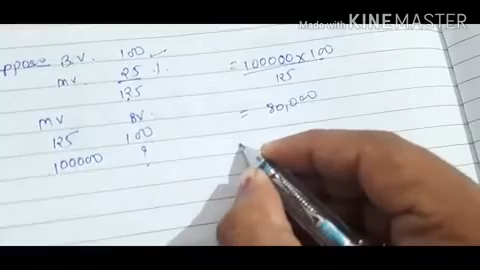 Made with KINEMASTER
ppose B.V. 100
MV. 25 %.
125
MV BV.
125 100
100000 ?
= 100000 x 100
125
= 80,000